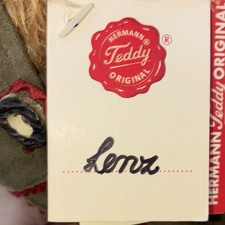 HERMANN®
Teddy
ORIGINAL
®
Lenz
HERMANN Teddy ORIGINAL